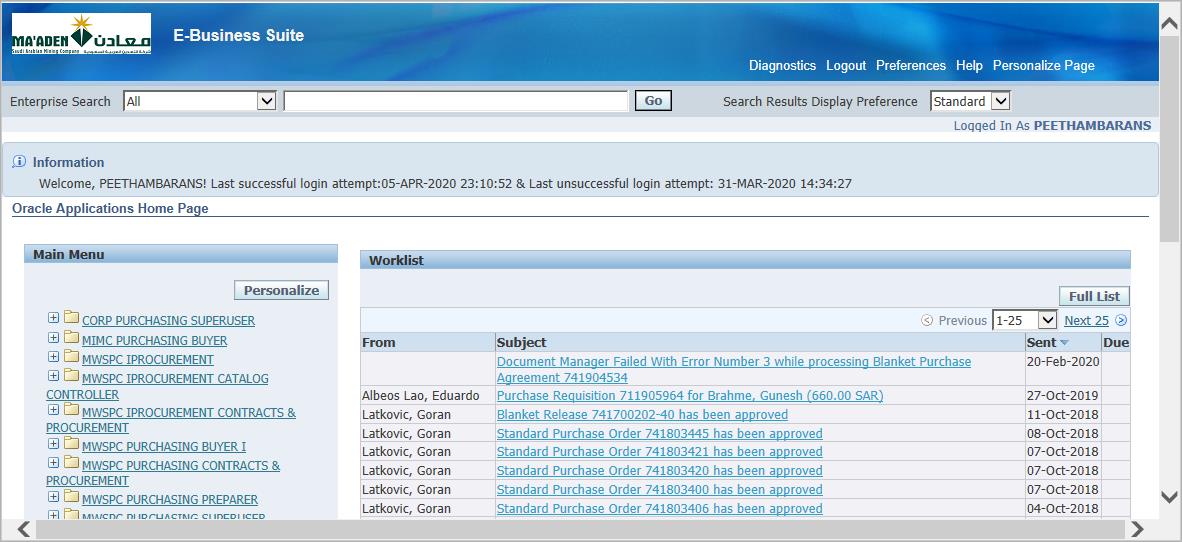 MA'ADEN معادن
Saudi Arabian Mining Company
E-Business Suite
Diagnostics Logout Preferences Help Personalize Page
Enterprise Search All Go Search Results Display Preference Standard
Logged In As PEETHAMBARANS
Information
Welcome, PEETHAMBARANS! Last successful login attempt:05-APR-2020 23:10:52 & Last unsuccessful login attempt: 31-MAR-2020 14:34:27
Oracle Applications Home Page
Main Menu
Personalize
CORP PURCHASING SUPERUSER
MIMC PURCHASING BUYER
MWSPC IPROCUREMENT
MWSPC IPROCUREMENT CATALOG
CONTROLLER
MWSPC IPROCUREMENT CONTRACTS &
PROCUREMENT
MWSPC PURCHASING BUYER I
MWSPC PURCHASING CONTRACTS &
PROCUREMENT
MWSPC PURCHASING PREPARER
MWSPC PURCHASING SUPERUSER
Worklist
Full List
Previous 1-25 Next 25
From Subject Sent Due
Document Manager Failed With Error Number 3 while processing Blanket Purchase 20-Feb-2020
Agreement 741904534
Albeos Lao, Eduardo Purchase Requisition 711905964 for Brahme, Gunesh (660.00 SAR) 27-Oct-2019
Latkovic, Goran Blanket Release 741700202-40 has been approved 11-Oct-2018
Latkovic, Goran Standard Purchase Order 741803445 has been approved 08-Oct-2018
Latkovic, Goran Standard Purchase Order 741803421 has been approved 07-Oct-2018
Latkovic, Goran Standard Purchase Order 741803420 has been approved 07-Oct-2018
Latkovic, Goran Standard Purchase Order 741803400 has been approved 07-Oct-2018
Latkovic, Goran Standard Purchase Order 741803406 has been approved 04-Oct-2018